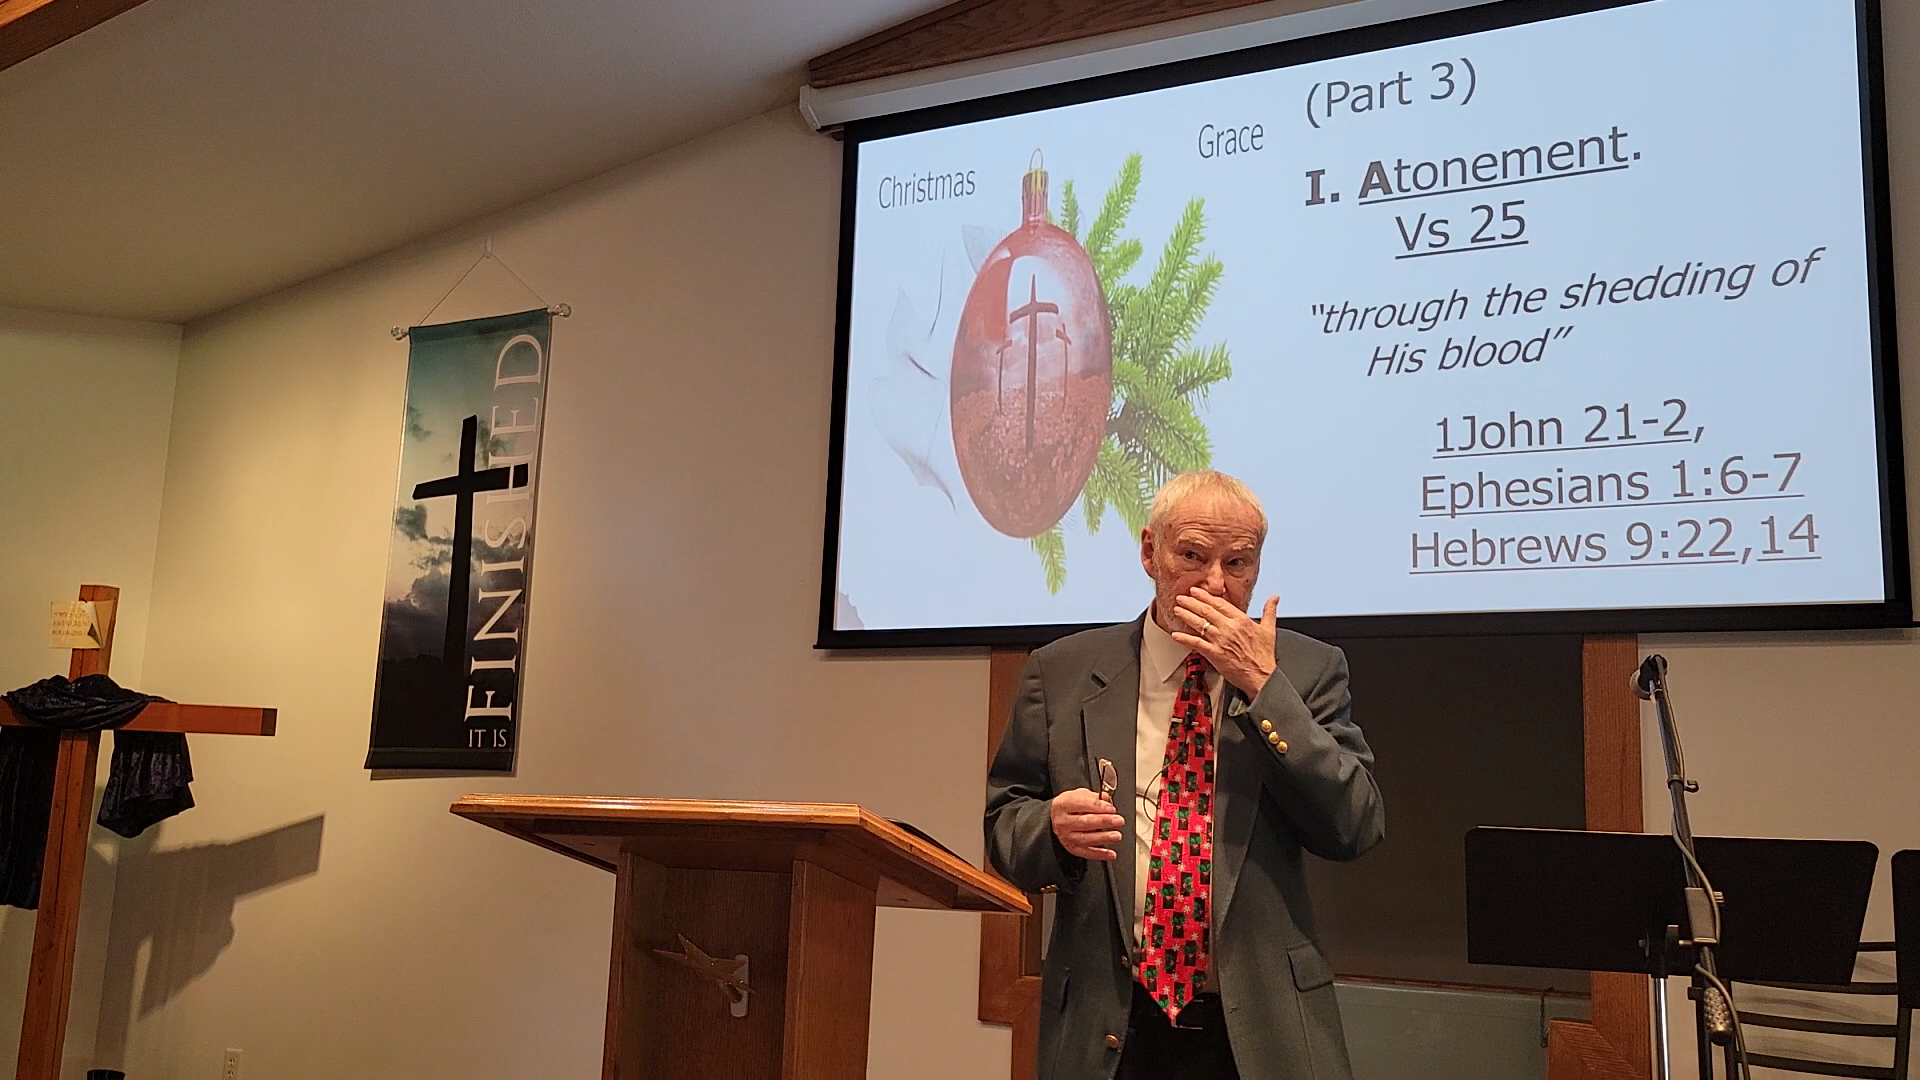 (Part 3)
Christmas
Grace
I. Atonement.
Vs 25
“through the shedding of
His blood”
1John 21-2,
Ephesians 1:6-7
Hebrews 9:22,14
FINISHED
IT IS